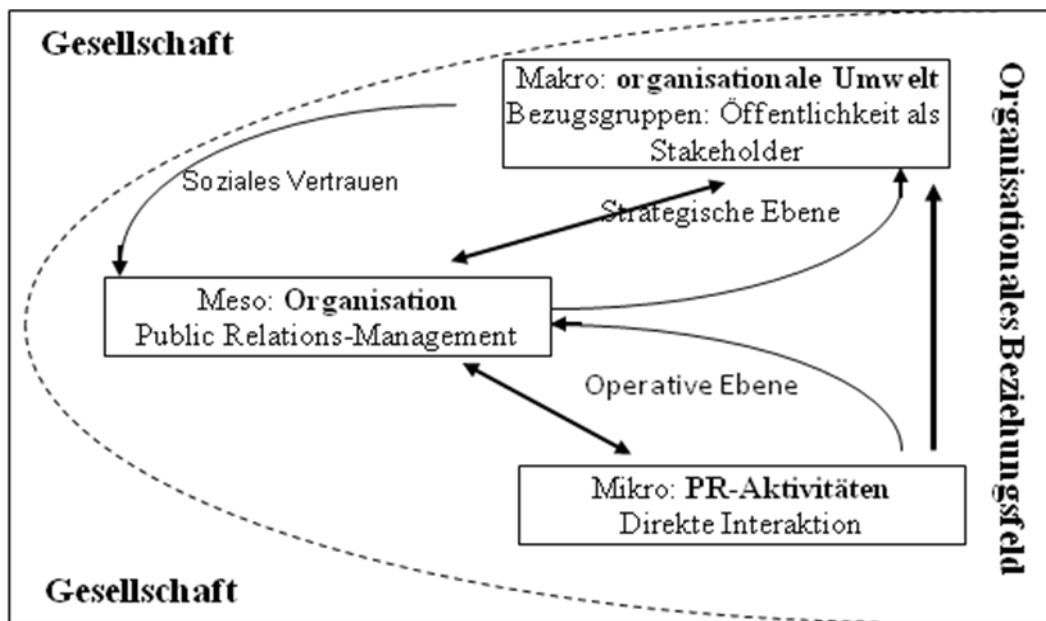 Gesellschaft
Makro: organisationale Umwelt
Bezugsgruppen: Öffentlichkeit als
Stakeholder
Soziales Vertrauen
Strategische Ebene
Meso: Organisation
Public Relations-Management
Operative Ebene
Mikro: PR-Aktivitäten
Direkte Interaktion
Gesellschaft
Organisationales Beziehungsfeld